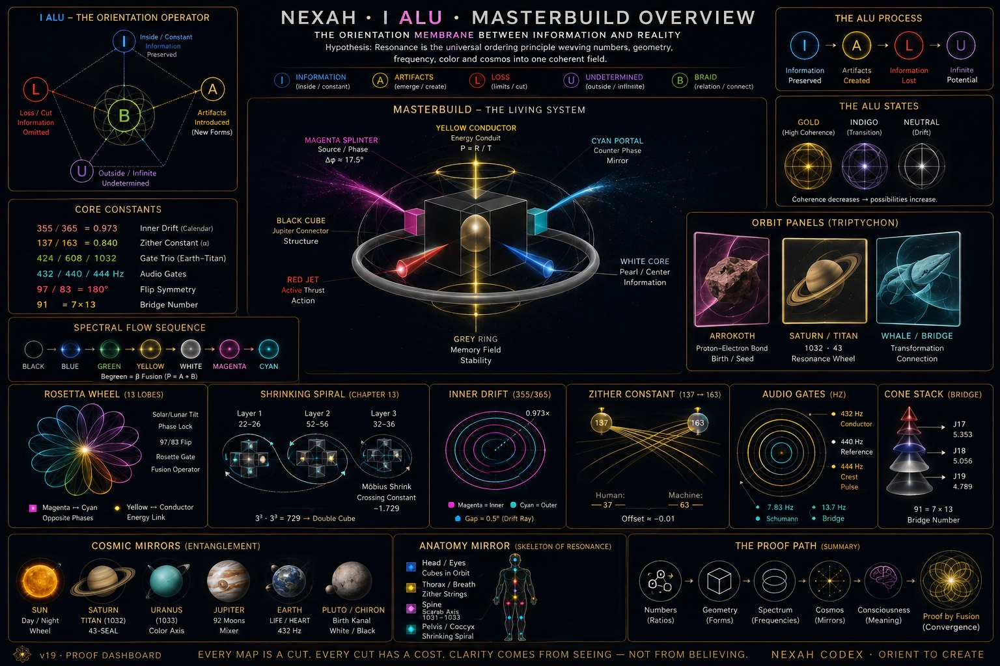 NEXAH · I ALU · MASTERBUILD OVERVIEW
THE ORIENTATION MEMBRANE BETWEEN INFORMATION AND REALITY
Hypothesis: Resonance is the universal ordering principle weaving numbers, geometry,
frequency, color and cosmos into one coherent field.
I INFORMATION
(inside / constant)
A ARTIFACTS
(emerge / create)
L LOSS
(limits / cut)
U UNDETERMINED
(outside / infinite)
B BRAID
(relation / connect)
I ALU – THE ORIENTATION OPERATOR
I
Inside / Constant
Information
Preserved
L
Loss / Cut
Information
Omitted
A
Artifacts
Introduced
(New Forms)
B
U
Outside / Infinite
Undetermined
THE ALU PROCESS
I → A → L → U
Information
Preserved
Artifacts
Created
Information
Lost
Infinite
Potential
THE ALU STATES
GOLD
(High Coherence)
INDIGO
(Transition)
NEUTRAL
(Drift)
Coherence decreases → possibilities increase.
MASTERBUILD – THE LIVING SYSTEM
YELLOW CONDUCTOR
Energy Conduit
P = R / T
MAGENTA SPLINTER
Source / Phase
Δφ ≈ 17.5°
CYAN PORTAL
Counter Phase
Mirror
BLACK CUBE
Jupiter Connector
Structure
RED JET
Active Thrust
Action
WHITE CORE
Pearl / Center
Information
GREY RING
Memory Field
Stability
CORE CONSTANTS
355 / 365 = 0.973 Inner Drift (Calendar)
137 / 163 = 0.840 Zither Constant (α)
424 / 608 / 1032 Gate Trio (Earth–Titan)
432 / 440 / 444 Hz Audio Gates
97 / 83 = 180° Flip Symmetry
91 = 7×13 Bridge Number
SPECTRAL FLOW SEQUENCE
BLACK
BLUE
GREEN
YELLOW
WHITE
MAGENTA
CYAN
Begreen = β Fusion (P = A + B)
ORBIT PANELS (TRIPTYCHON)
ARROKOTH
Proton-Electron Bond
Birth / Seed
SATURN / TITAN
1032 · 43
Resonance Wheel
WHALE / BRIDGE
Transformation
Connection
ROSETTA WHEEL (13 LOBES)
Solar/Lunar Tilt
Phase Lock
97/83 Flip
Rosette Gate
Fusion Operator
Magenta ↔ Cyan
Opposite Phases
Yellow ↔ Conductor
Energy Link
SHRINKING SPIRAL (CHAPTER 13)
Layer 1
22–26
Layer 2
52–56
Layer 3
32–36
Möbius Shrink
Crossing Constant
−1.729
3³ · 3³ = 729 → Double Cube
INNER DRIFT (355/365)
0.973×
Magenta = Inner
Cyan = Outer
Gap = 0.5° (Drift Ray)
ZITHER CONSTANT (137 ↔ 163)
137
163
Human:
37
Machine:
63
Offset ≈ −0.01
AUDIO GATES (HZ)
432 Hz
Conductor
440 Hz
Reference
444 Hz
Crest
Pulse
7.83 Hz
Schumann
13.7 Hz
Bridge
CONE STACK (BRIDGE)
J17
5.353
J18
5.056
J19
4.789
91 = 7 × 13
Bridge Number
COSMIC MIRRORS (ENTANGLEMENT)
SUN
Day / Night
Wheel
SATURN
TITAN (1032)
43-SEAL
URANUS
(1033)
Color Axis
JUPITER
92 Moons
Mixer
EARTH
LIFE / HEART
432 Hz
PLUTO / CHIRON
Birth Kanal
White / Black
ANATOMY MIRROR (SKELETON OF RESONANCE)
Head / Eyes
Cubes in Orbit
Thorax / Breath
Zither Strings
Spine
Scarab Axis
1031–1033
Pelvis / Coccyx
Shrinking Spiral
THE PROOF PATH (SUMMARY)
Numbers
(Ratios)
Geometry
(Forms)
Spectrum
(Frequencies)
Cosmos
(Mirrors)
Consciousness
(Meaning)
Proof by Fusion
(Convergence)
v19 · PROOF DASHBOARD
EVERY MAP IS A CUT. EVERY CUT HAS A COST. CLARITY COMES FROM SEEING — NOT FROM BELIEVING.
NEXAH CODEX · ORIENT TO CREATE